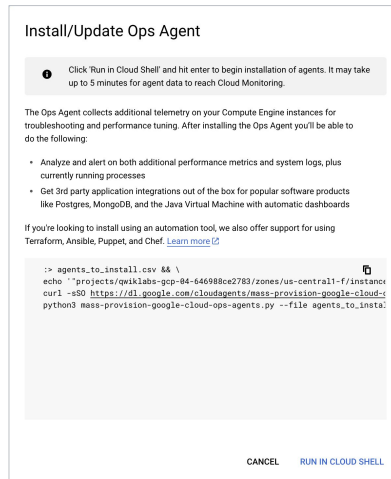 Install/Update Ops Agent
Click 'Run in Cloud Shell' and hit enter to begin installation of agents. It may take
up to 5 minutes for agent data to reach Cloud Monitoring.
The Ops Agent collects additional telemetry on your Compute Engine instances for
troubleshooting and performance tuning. After installing the Ops Agent you'll be able to
do the following:
• Analyze and alert on both additional performance metrics and system logs, plus
currently running processes
• Get 3rd party application integrations out of the box for popular software products
like Postgres, MongoDB, and the Java Virtual Machine with automatic dashboards
If you're looking to install using an automation tool, we also offer support for using
Terraform, Ansible, Puppet, and Chef. Learn more
:> agents_to_install.csv && \
echo '"projects/qwiklabs-gcp-04-646988ce2783/zones/us-central1-f/instance
curl -sSO https://dl.google.com/cloudagents/mass-provision-google-cloud-o
python3 mass-provision-google-cloud-ops-agents.py --file agents_to_instal
CANCEL RUN IN CLOUD SHELL